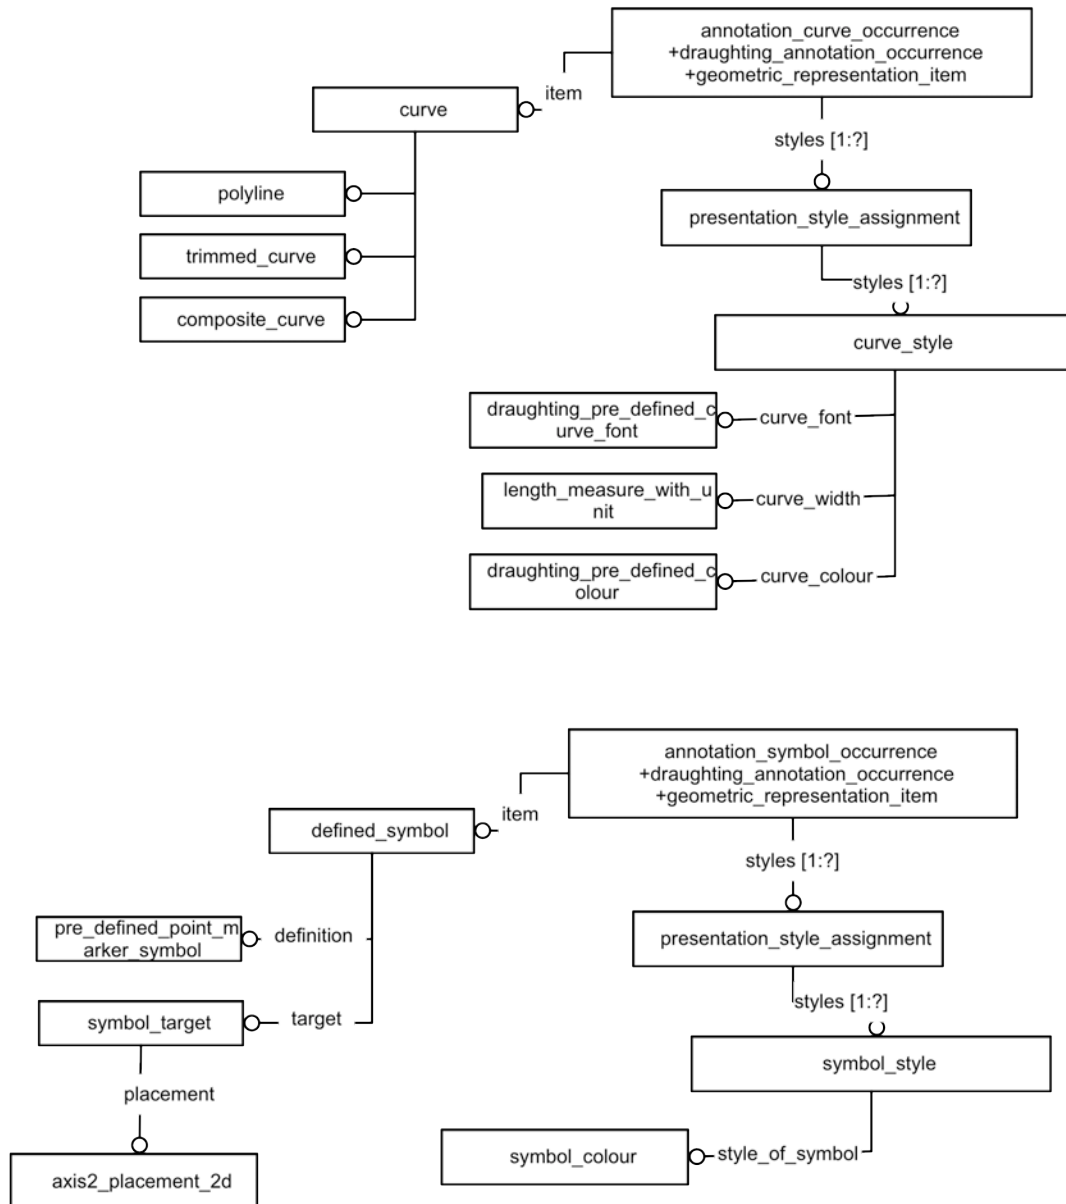 annotation_curve_occurrence
+draughting_annotation_occurrence
+geometric_representation_item
item
curve
styles [1:?]
polyline
presentation_style_assignment
trimmed_curve
styles [1:?]
composite_curve
curve_style
draughting_pre_defined_c
urve_font
curve_font
length_measure_with_u
nit
curve_width
draughting_pre_defined_c
olour
curve_colour
annotation_symbol_occurrence
+draughting_annotation_occurrence
+geometric_representation_item
item
defined_symbol
styles [1:?]
pre_defined_point_m
arker_symbol
definition
presentation_style_assignment
styles [1:?]
symbol_target
target
symbol_style
placement
symbol_colour
style_of_symbol
axis2_placement_2d